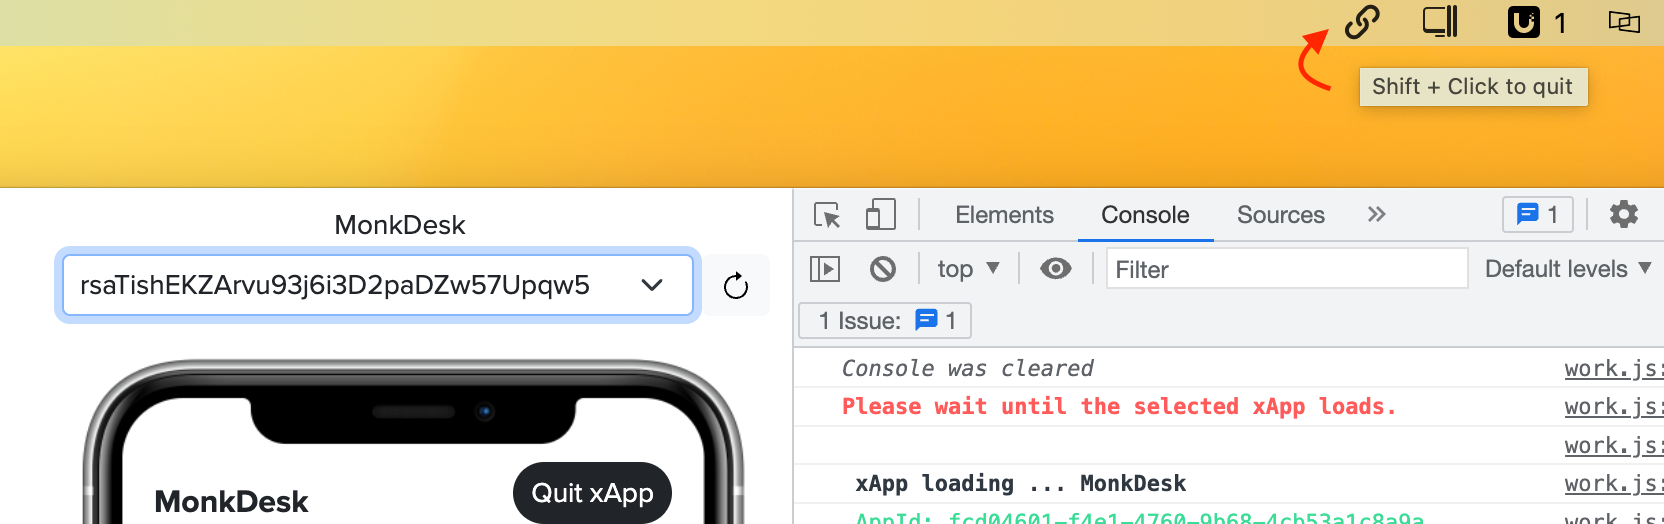 1
Shift + Click to quit
MonkDesk
rsaTishEKZArvu93j6i3D2paDZw57Upqw5
Elements Console Sources 1
top Filter Default levels
1 Issue: 1
Console was cleared work.js:
Please wait until the selected xApp loads. work.js:
work.js:
xApp loading ... MonkDesk work.js:
AppId: fcd04601-f4e1-4760-9b68-4cb53a1c8a9a work.js:
MonkDesk
Quit xApp